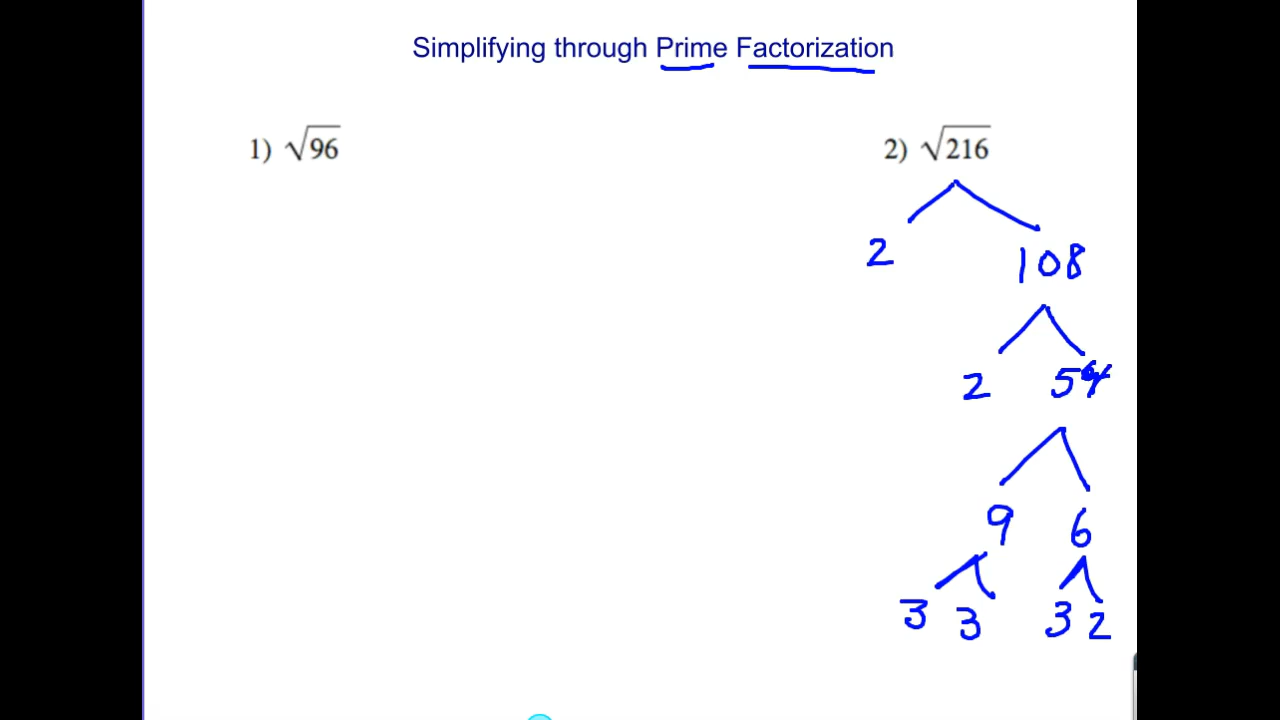 Simplifying through Prime Factorization
1) √96
2) √216
2 108
2 54
9 6
3 3 3 2